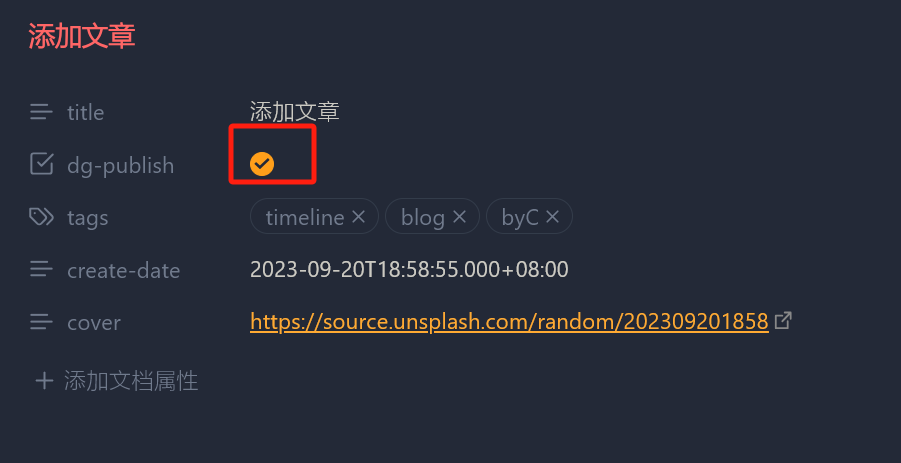 添加文章
title 添加文章
dg-publish
tags timeline blog byC
create-date 2023-09-20T18:58:55.000+08:00
cover https://source.unsplash.com/random/202309201858
添加文档属性